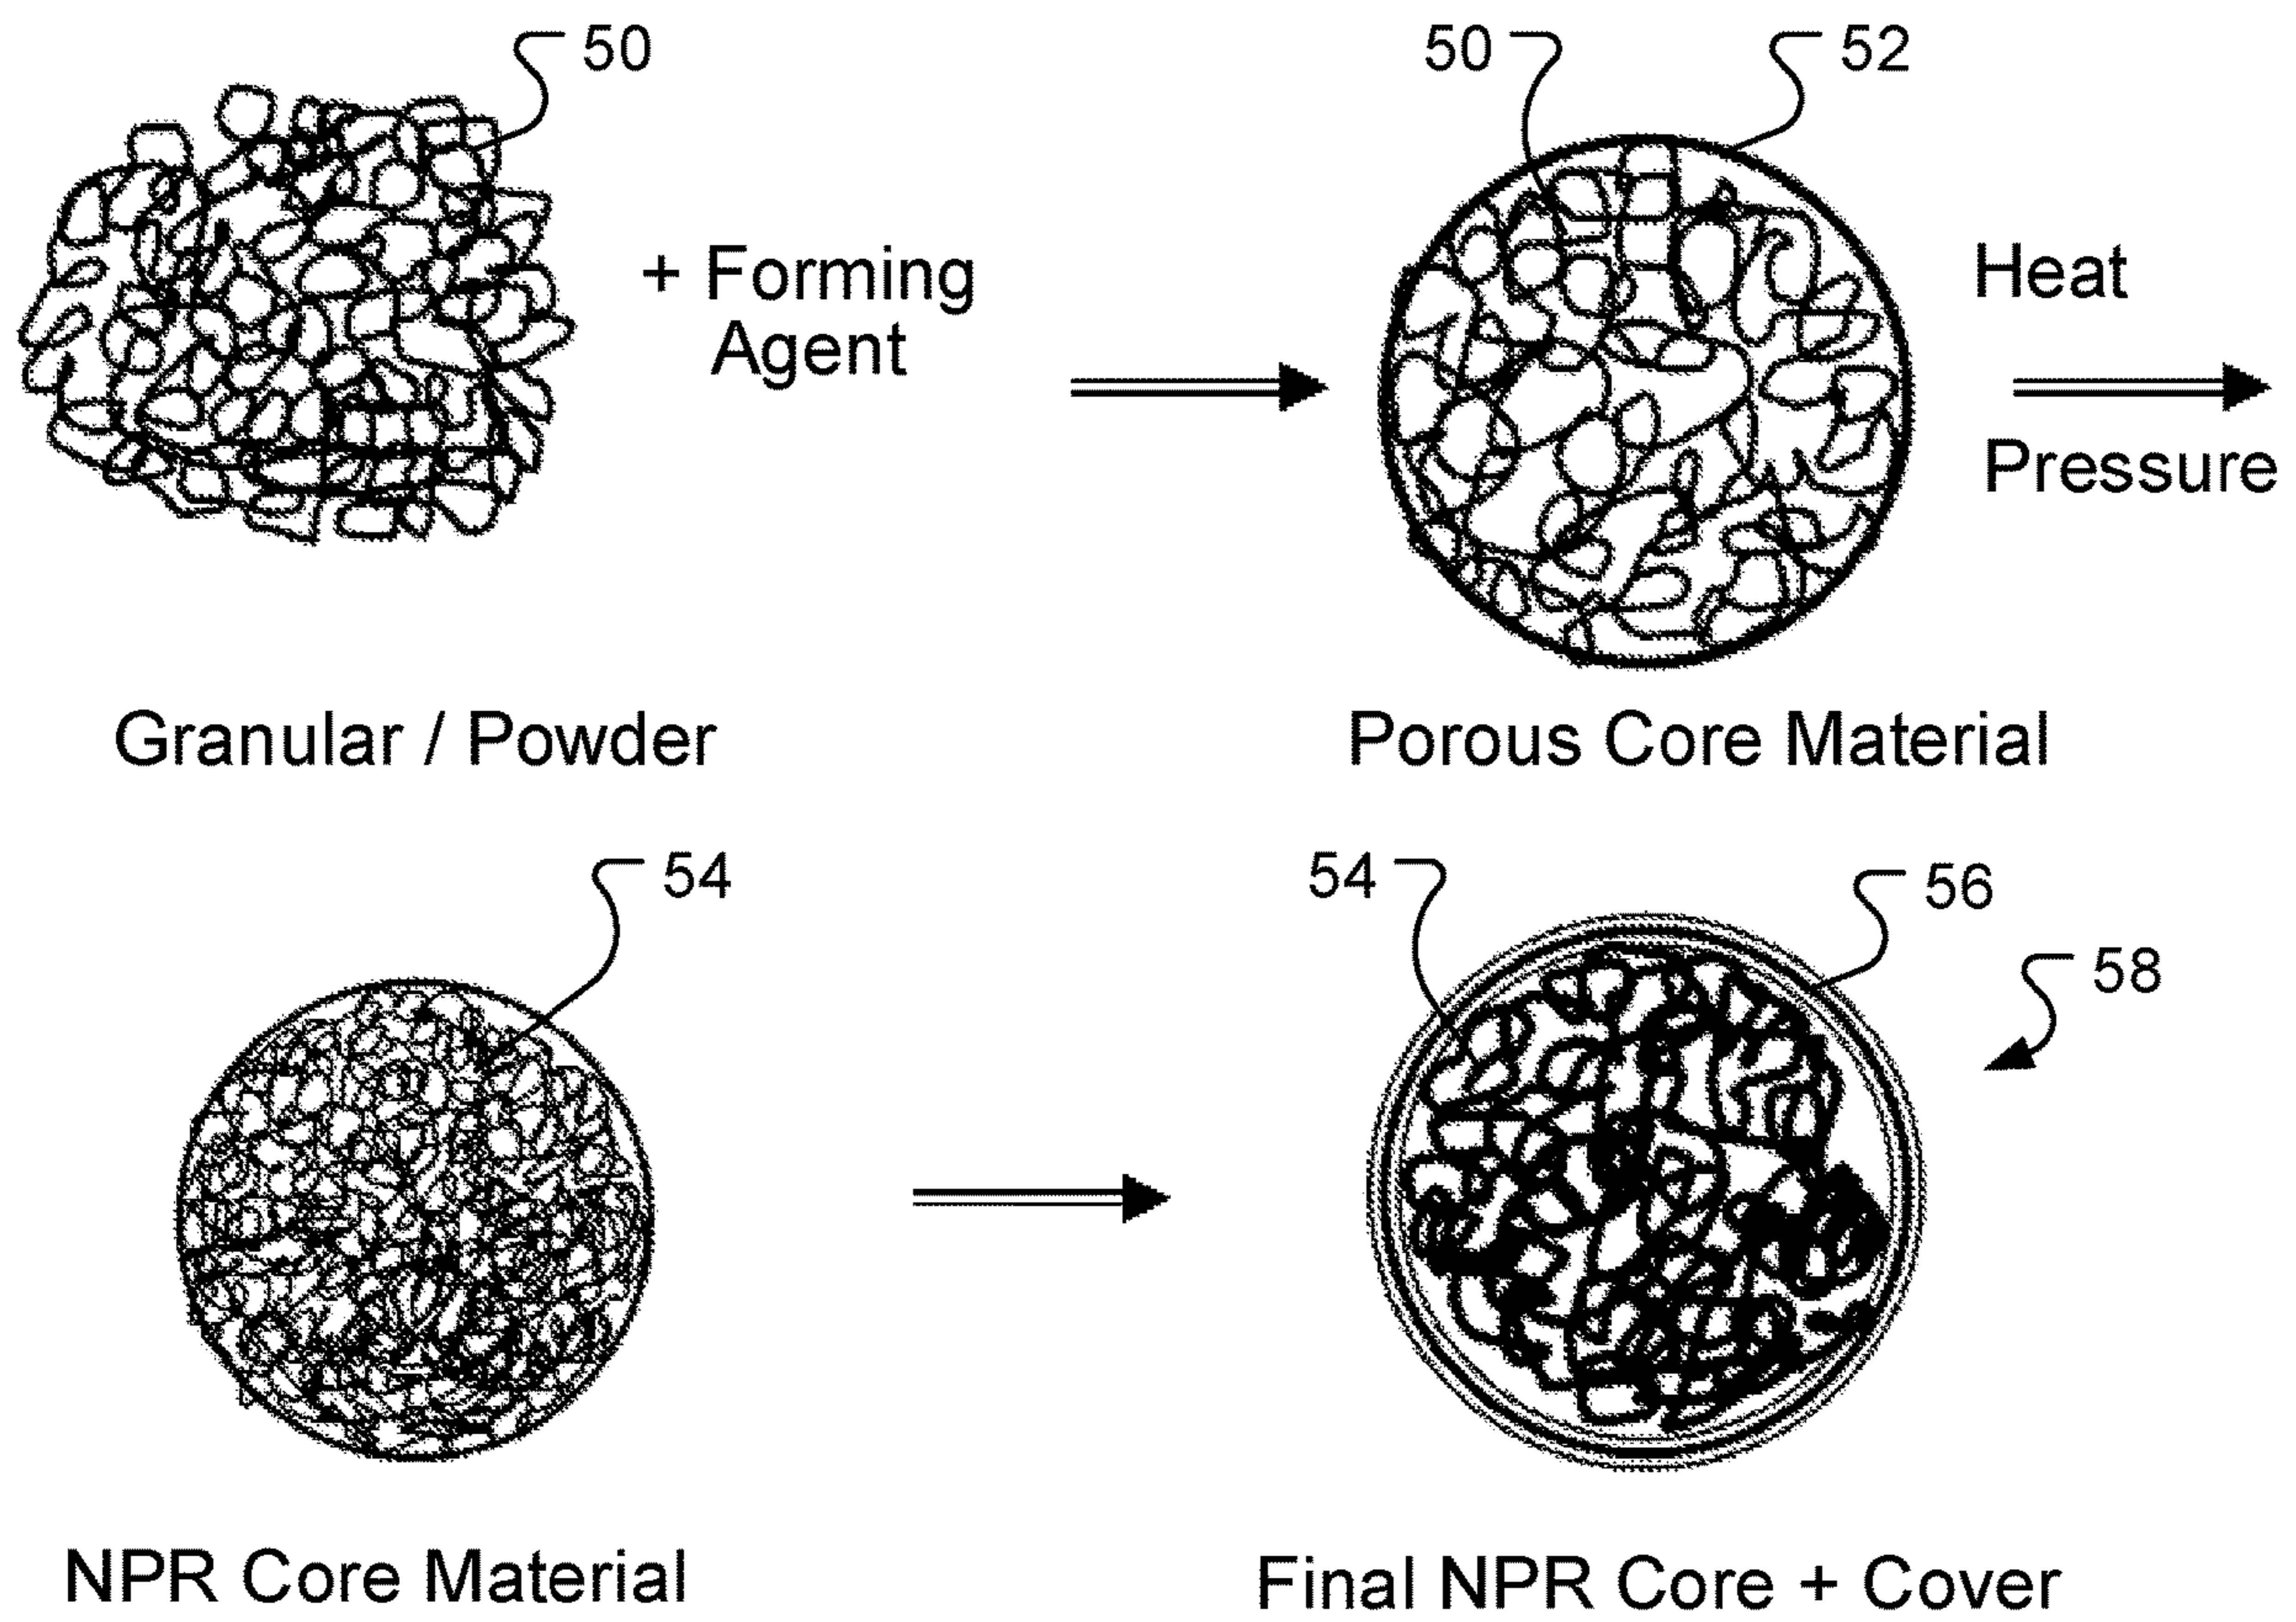 50
50
52
+ Forming
Agent
Heat
Pressure
Granular / Powder
Porous Core Material
54
54
56
58
NPR Core Material
Final NPR Core + Cover